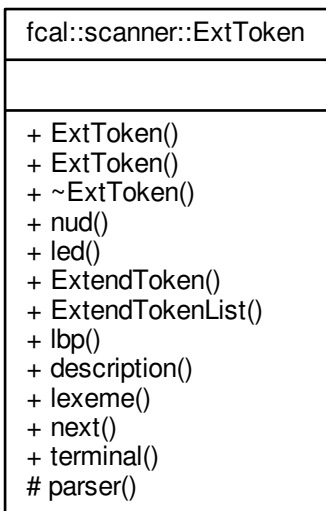 fcal::scanner::ExtToken
+ ExtToken()
+ ExtToken()
+ ~ExtToken()
+ nud()
+ led()
+ ExtendToken()
+ ExtendTokenList()
+ lbp()
+ description()
+ lexeme()
+ next()
+ terminal()
# parser()